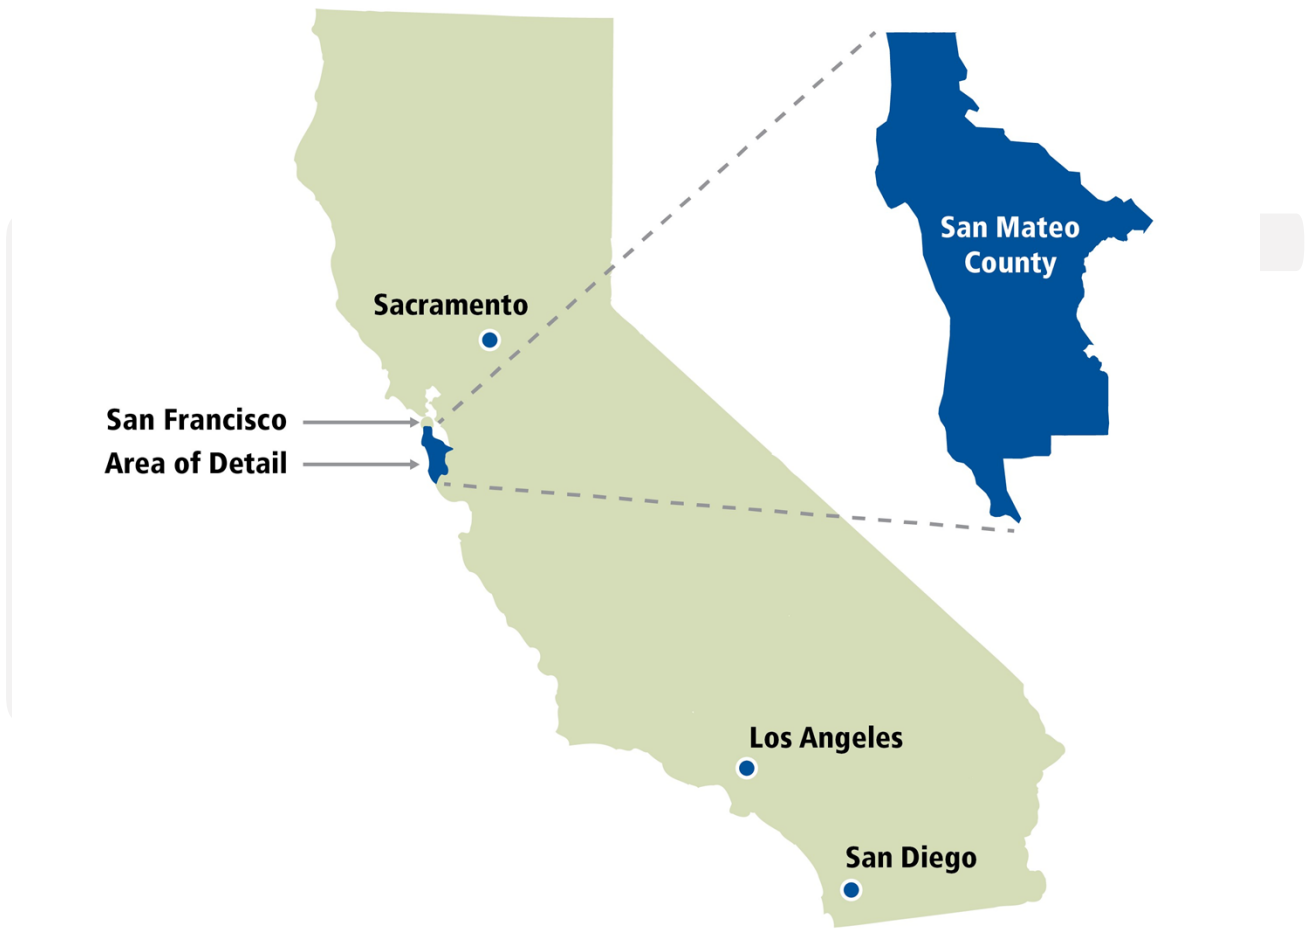 San Mateo
County
Sacramento
San Francisco
Area of Detail
Los Angeles
San Diego